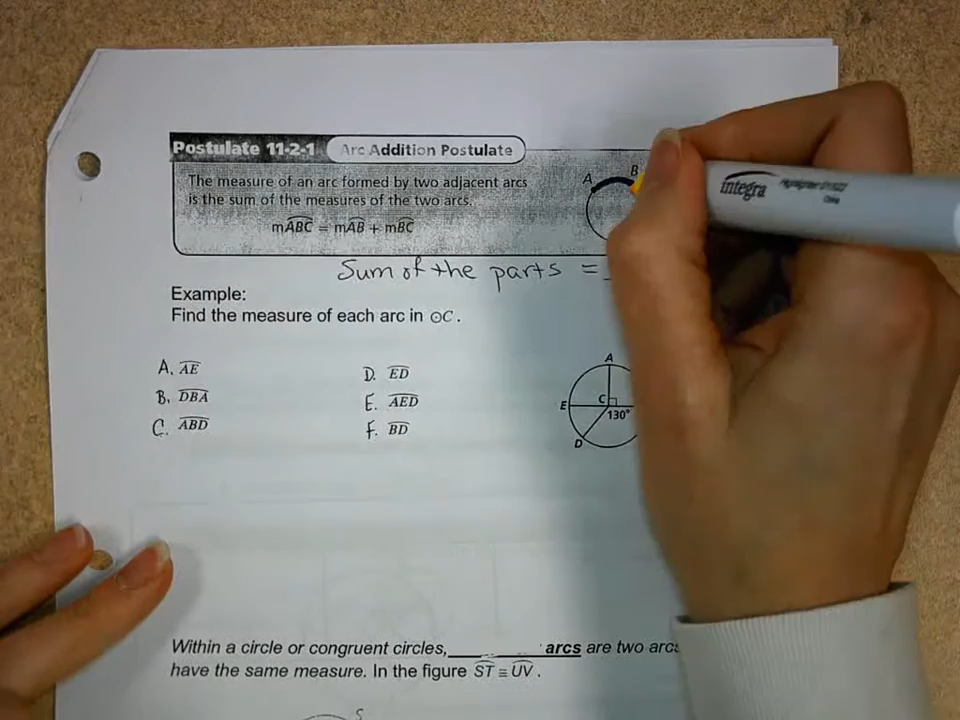 Postulate 11-2-1 Arc Addition Postulate
The measure of an arc formed by two adjacent arcs
is the sum of the measures of the two arcs.
mABC = mAB + mBC
A B
Sum of the parts =
Example:
Find the measure of each arc in ⊙C.
A. AE
B. DBA
C. ABD
D. ED
E. AED
F. BD
A
E C
130°
D
Within a circle or congruent circles, arcs are two arcs
have the same measure. In the figure ST ≅ UV.
S
integra